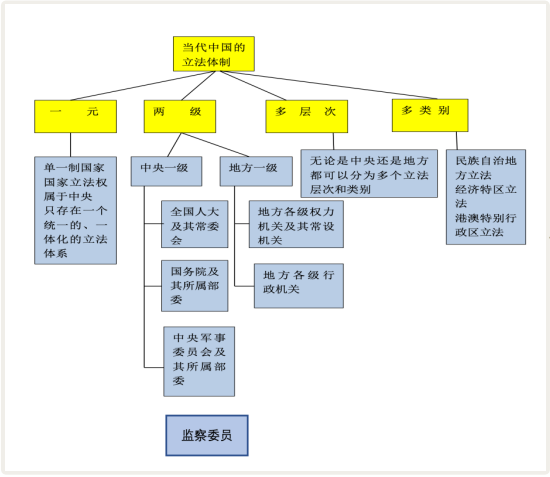 当代中国的
立法体制
一 元
两 级
多 层 次
多 类 别
单一制国家
国家立法权
属于中央
只存在一个
统一的、一
体化的立法
体系
中央一级
地方一级
无论是中央还是地方
都可以分为多个立法
层次和类别
民族自治地
方立法
经济特区立
法
港澳特别行
政区立法
全国人大
及其常委
会
地方各级权力
机关及其常设
机关
国务院及
其所属部
委
地方各级行
政机关
中央军事
委员会及
其所属部
委
监察委员